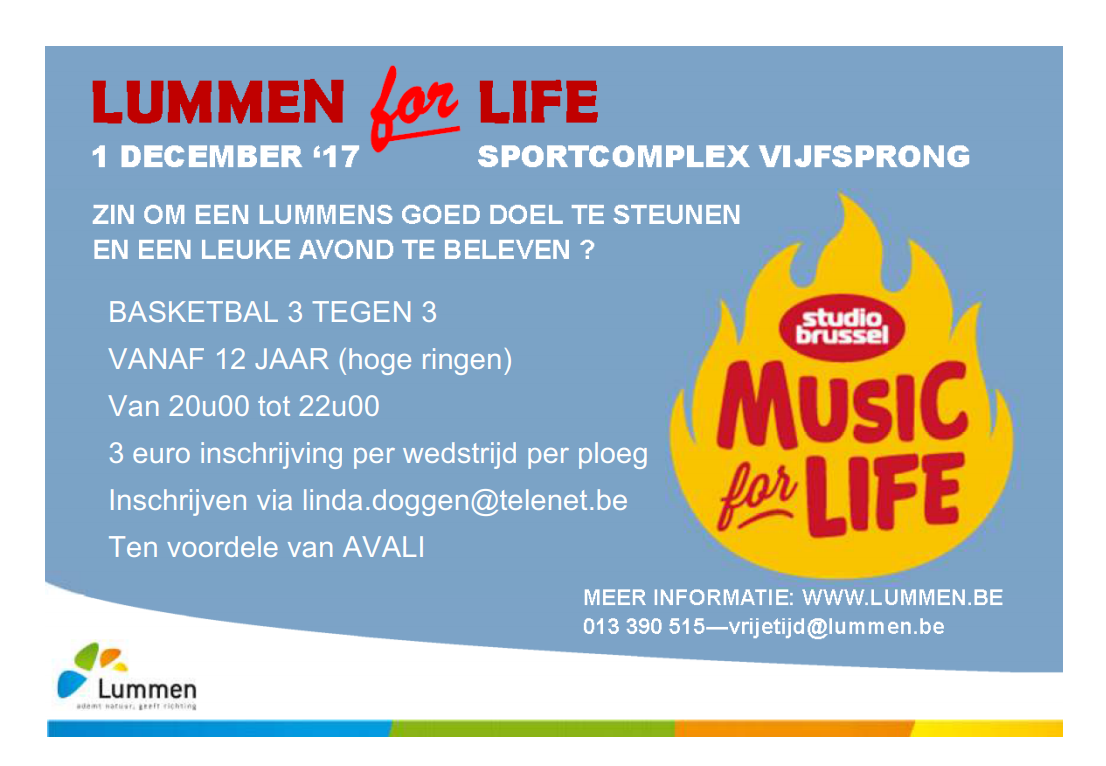 LUMMEN for LIFE
1 DECEMBER ‘17 SPORTCOMPLEX VIJFSPRONG
ZIN OM EEN LUMMENS GOED DOEL TE STEUNEN
EN EEN LEUKE AVOND TE BELEVEN ?
BASKETBAL 3 TEGEN 3
VANAF 12 JAAR (hoge ringen)
Van 20u00 tot 22u00
3 euro inschrijving per wedstrijd per ploeg
Inschrijven via linda.doggen@telenet.be
Ten voordele van AVALI
studio
brussel
MUSIC
for LIFE
MEER INFORMATIE: WWW.LUMMEN.BE
013 390 515—vrijetijd@lummen.be
Lummen
ademt natuur, geeft richting